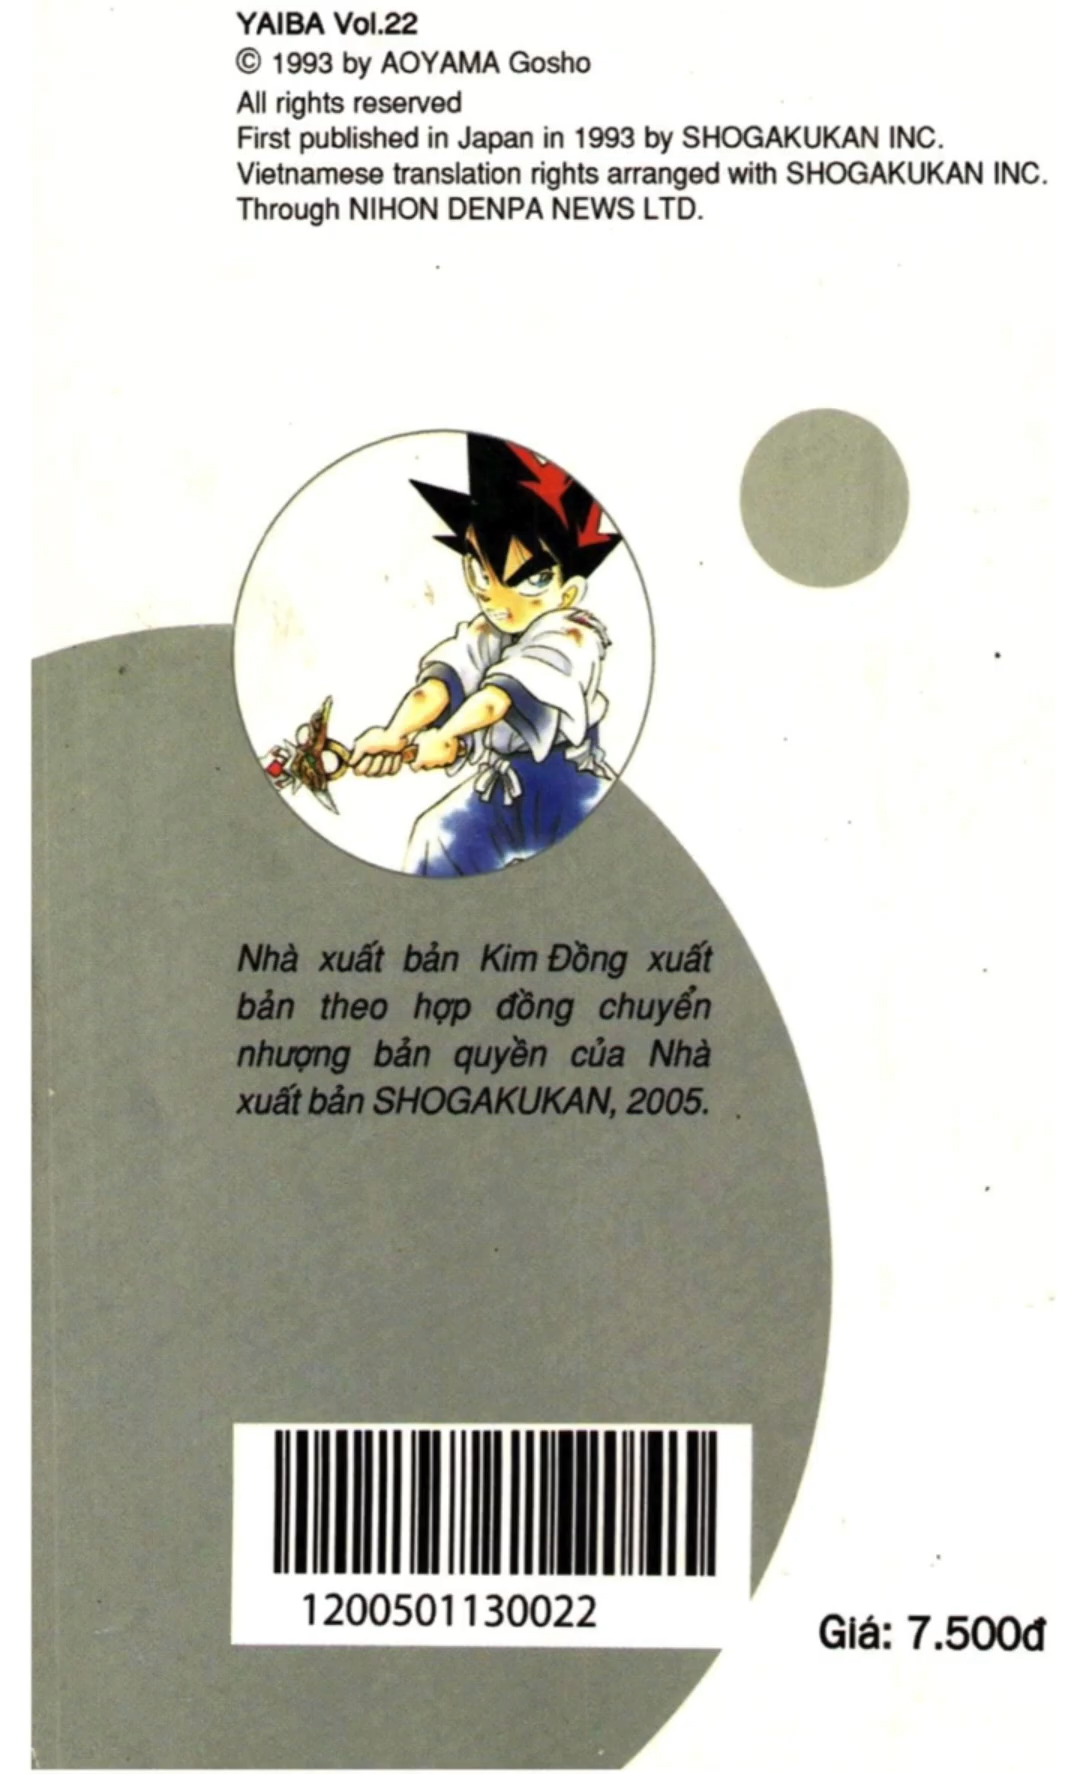 YAIBA Vol.22
© 1993 by AOYAMA Gosho
All rights reserved
First published in Japan in 1993 by SHOGAKUKAN INC.
Vietnamese translation rights arranged with SHOGAKUKAN INC.
Through NIHON DENPA NEWS LTD.
Nhà xuất bản Kim Đồng xuất
bản theo hợp đồng chuyển
nhượng bản quyền của Nhà
xuất bản SHOGAKUKAN, 2005.
1200501130022
Giá: 7.500đ